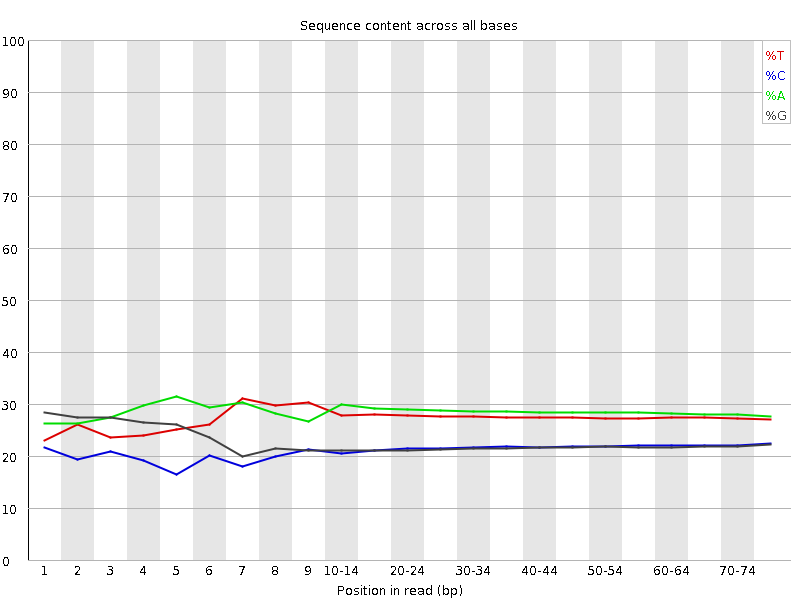 Sequence content across all bases
%T
%C
%A
%G
100
90
80
70
60
50
40
30
20
10
0
1 2 3 4 5 6 7 8 9 10-14 20-24 30-34 40-44 50-54 60-64 70-74
Position in read (bp)